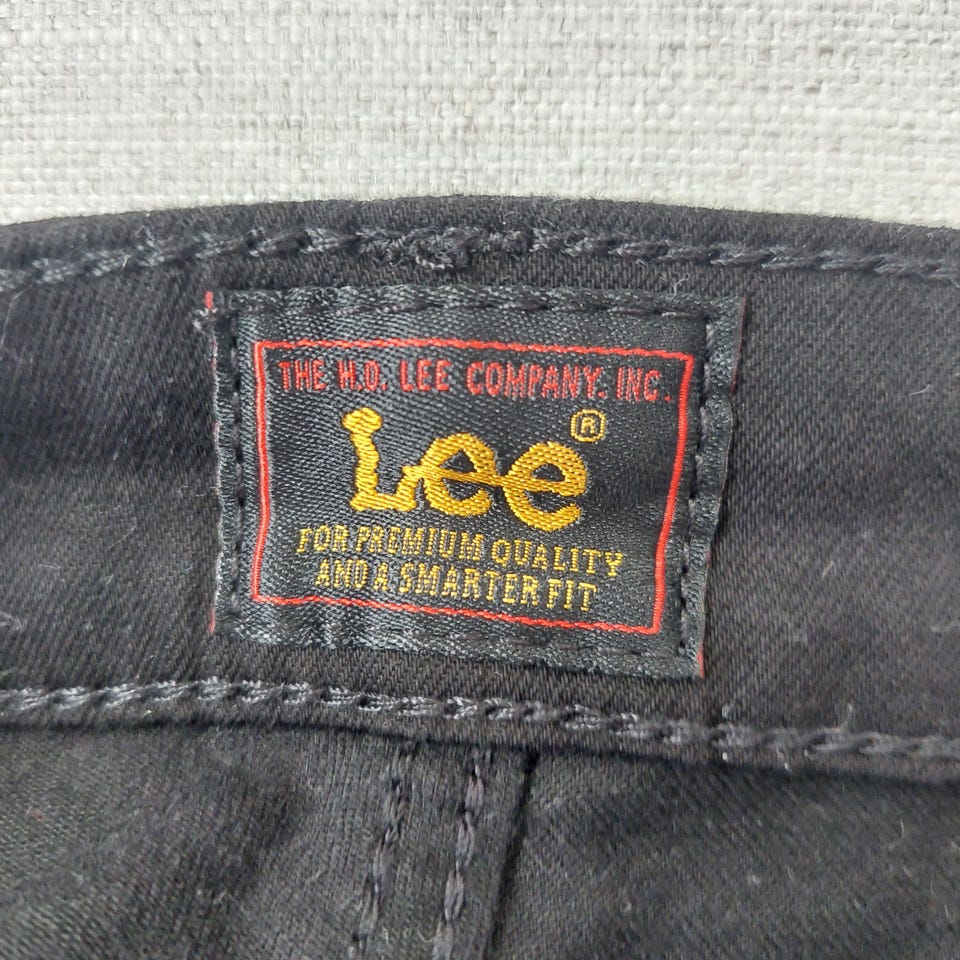 THE H.D. LEE COMPANY, INC.
Lee®
FOR PREMIUM QUALITY
AND A SMARTER FIT